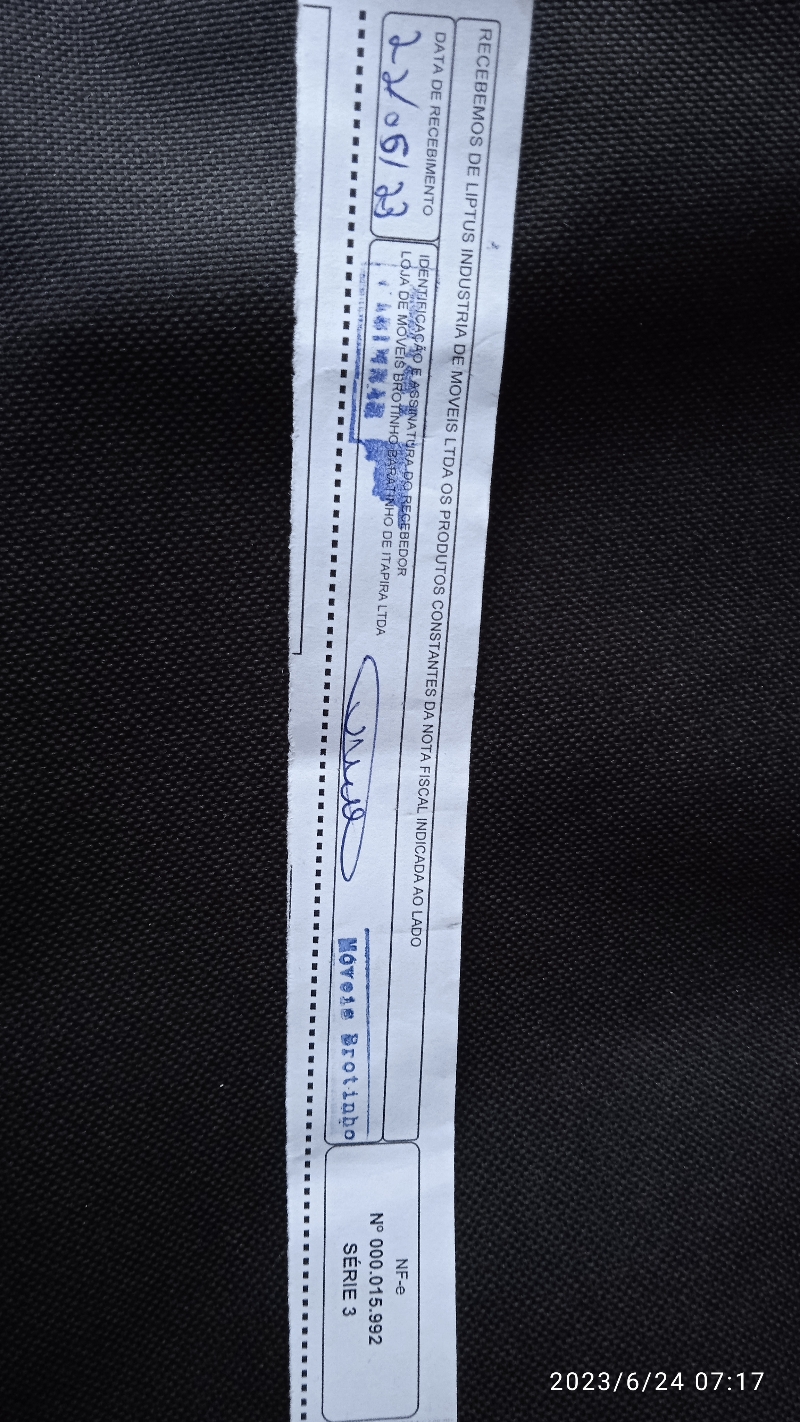 RECEBEMOS DE LIPTUS INDUSTRIA DE MOVEIS LTDA OS PRODUTOS CONSTANTES DA NOTA FISCAL INDICADA AO LADO
DATA DE RECEBIMENTO
22/06/23
IDENTIFICAÇÃO E ASSINATURA DO RECEBEDOR
LOJA DE MOVEIS BROTINHO BARATINHO DE ITAPIRA LTDA
Móveis Brotinho
NF-e
Nº 000.015.992
SÉRIE 3
2023/6/24 07:17